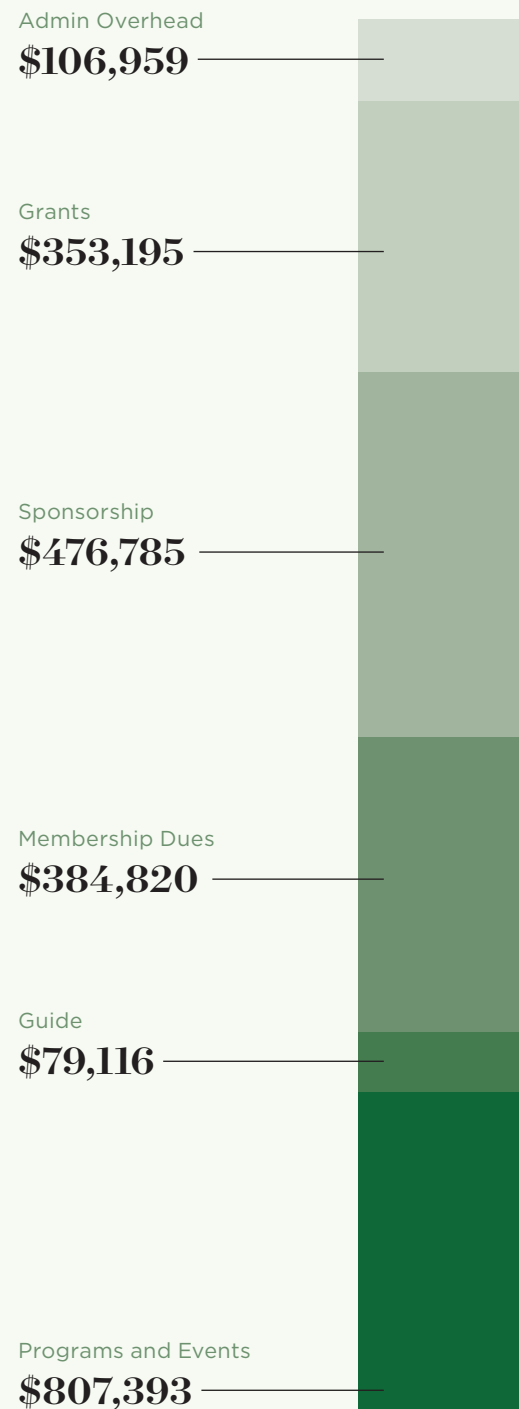 Admin Overhead
$106,959
Grants
$353,195
Sponsorship
$476,785
Membership Dues
$384,820
Guide
$79,116
Programs and Events
$807,393